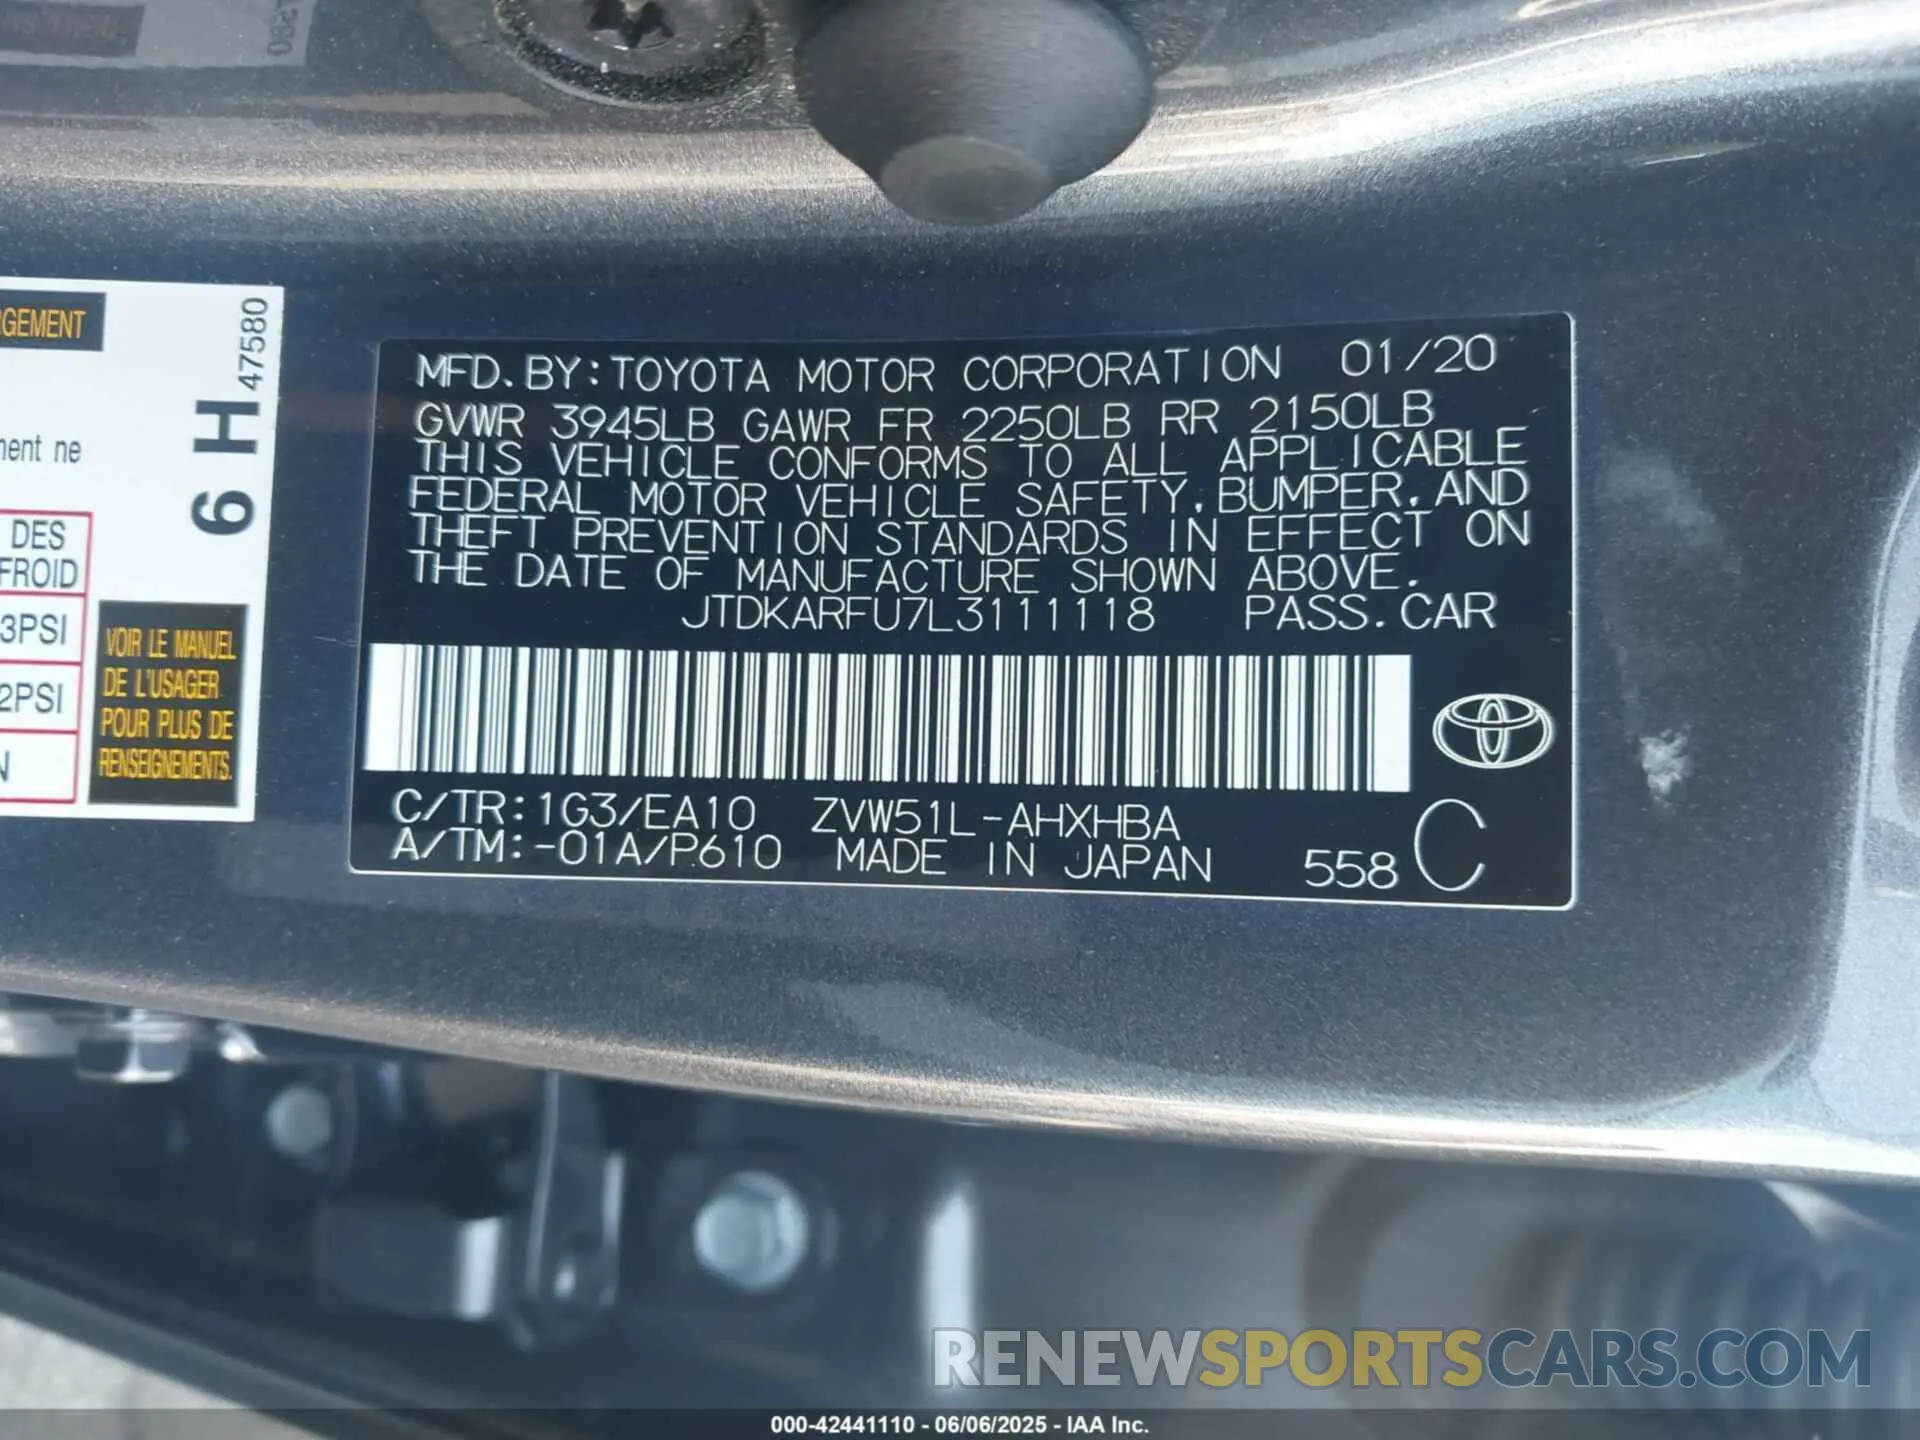 GEMENT
6 H 47580
ment ne
DES
FROID
3PSI
2PSI
N
VOIR LE MANUEL
DE L'USAGER
POUR PLUS DE
RENSEIGNEMENTS.
MFD. BY: TOYOTA MOTOR CORPORATION 01/20
GVWR 3945LB GAWR FR 2250LB RR 2150LB
THIS VEHICLE CONFORMS TO ALL APPLICABLE
FEDERAL MOTOR VEHICLE SAFETY, BUMPER, AND
THEFT PREVENTION STANDARDS IN EFFECT ON
THE DATE OF MANUFACTURE SHOWN ABOVE.
JTDKARFU7L3111118 PASS. CAR
C/TR: 1G3/EA10 ZVW51L-AHXHBA
A/TM: -01A/P610 MADE IN JAPAN 558 C
RENEWSPORTSCARS.COM
000-42441110 - 06/06/2025 - IAA Inc.